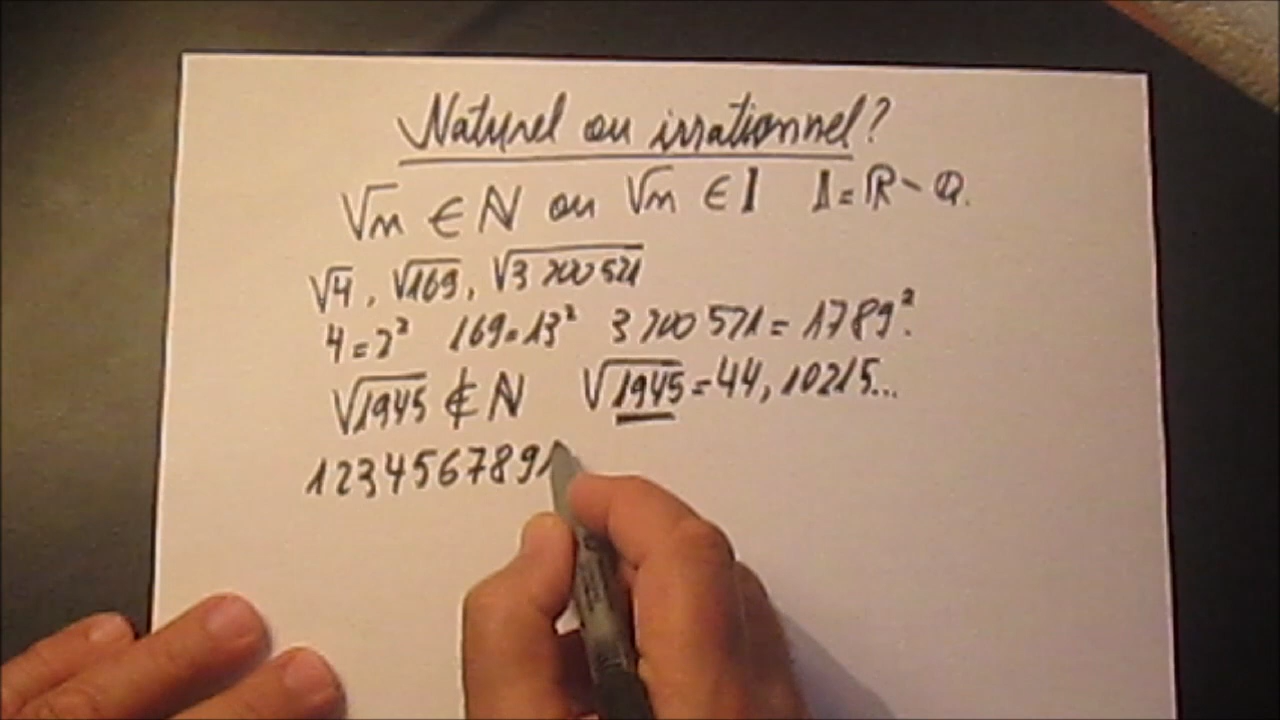 Naturel ou irrationnel?
√n ∈ ℕ ou √n ∈ 𝕀 𝕀 = ℝ - ℚ.
√4, √169, √3 200 521
4 = 2² 169 = 13² 3 200 521 = 1789².
√1945 ∉ ℕ √1945 = 44,10215...
1234567891